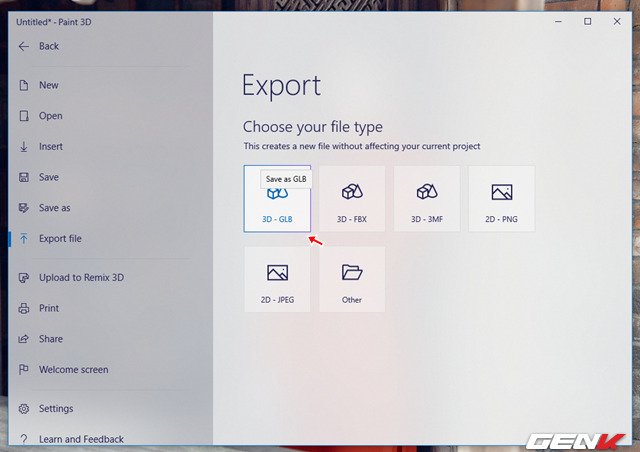 Untitled* - Paint 3D
Back
New
Open
Insert
Save
Save as
Export file
Upload to Remix 3D
Print
Share
Welcome screen
Settings
Learn and Feedback
Export
Choose your file type
This creates a new file without affecting your current project
Save as GLB
3D - GLB
3D - FBX
3D - 3MF
2D - PNG
2D - JPEG
Other
GENK